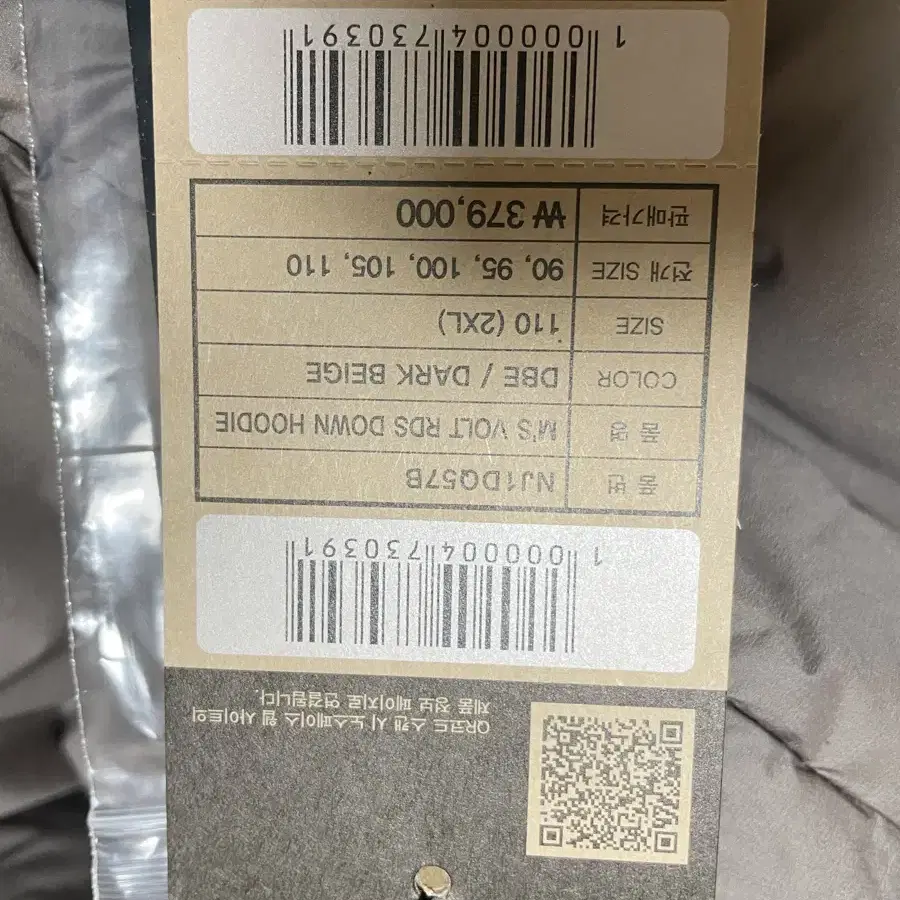 QR코드 스캔 시 노스페이스 웹 사이트의
제품 정보 페이지로 연결됩니다.
1 000004 730391
품 번 NJ1DQ57B
품 명 M'S VOLT RDS DOWN HOODIE
COLOR DBE / DARK BEIGE
SIZE 110 (2XL)
전개 SIZE 90, 95, 100, 105, 110
판매가격 ₩ 379,000
1 000004 730391